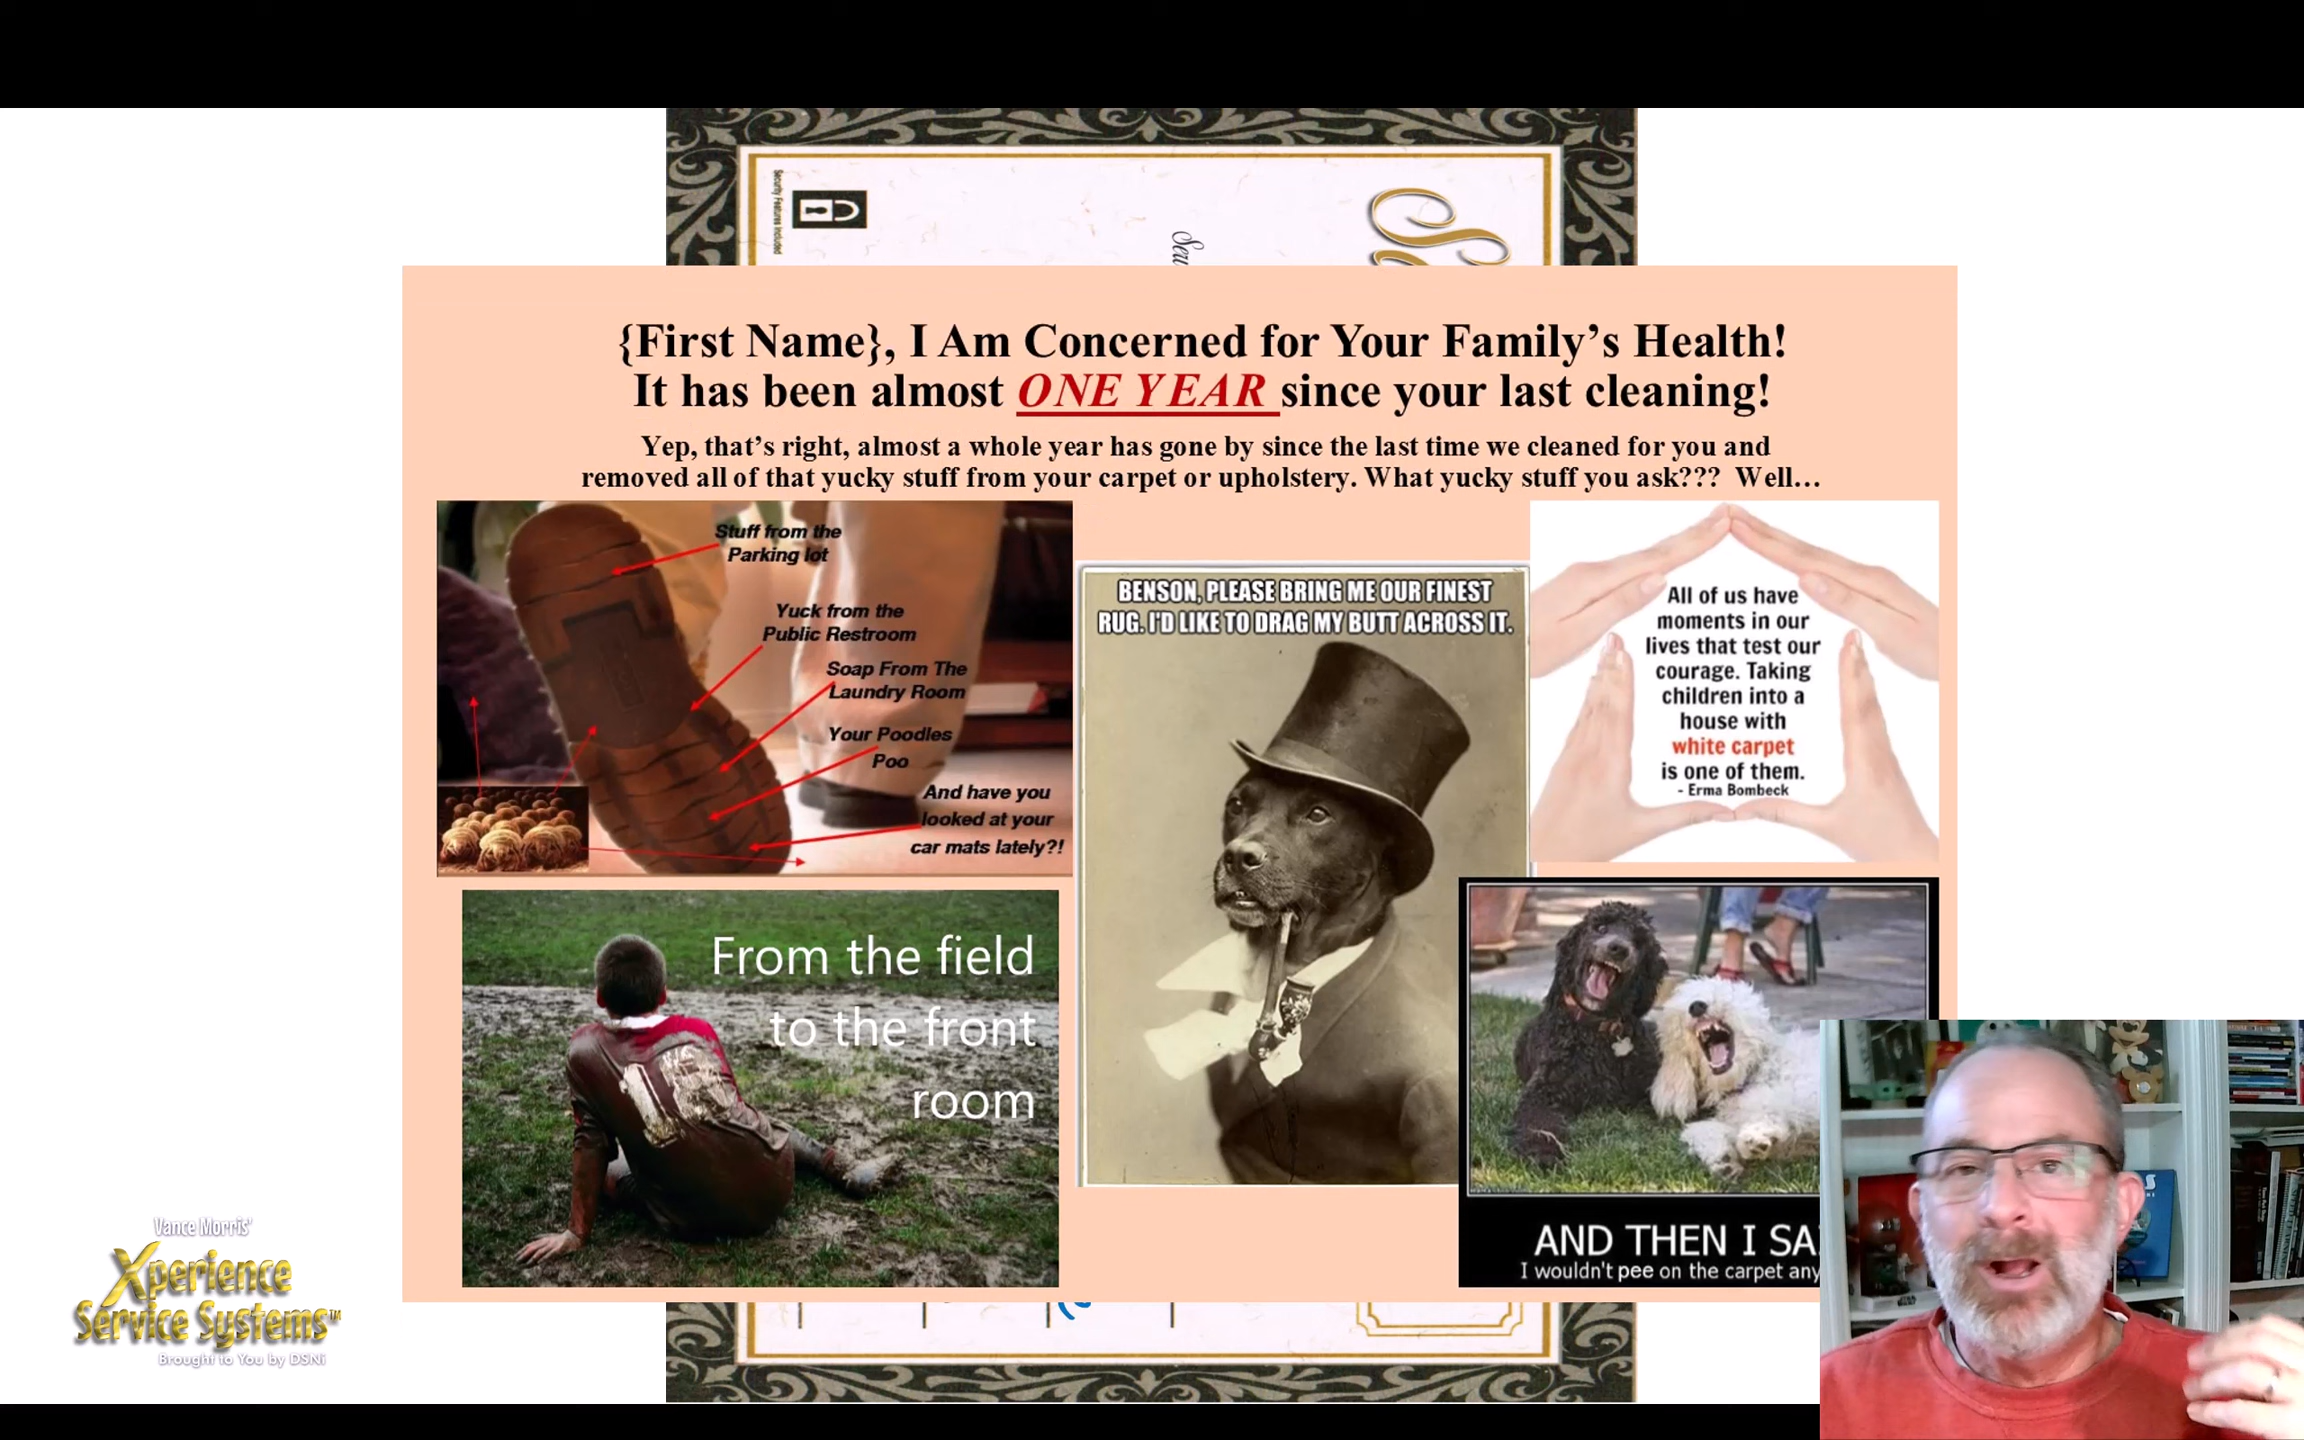 Security Features Included
{First Name}, I Am Concerned for Your Family’s Health!
It has been almost ONE YEAR since your last cleaning!
Yep, that’s right, almost a whole year has gone by since the last time we cleaned for you and
removed all of that yucky stuff from your carpet or upholstery. What yucky stuff you ask??? Well…
Stuff from the
Parking lot
Yuck from the
Public Restroom
Soap From The
Laundry Room
Your Poodles
Poo
And have you
looked at your
car mats lately?!
BENSON, PLEASE BRING ME OUR FINEST
RUG. I'D LIKE TO DRAG MY BUTT ACROSS IT.
All of us have
moments in our
lives that test our
courage. Taking
children into a
house with
white carpet
is one of them.
- Erma Bombeck
From the field
to the front
room
16
AND THEN I
I wouldn't pee on the carpet
Vance Morris'
Xperience
Service Systems™
Brought to You by DSNi